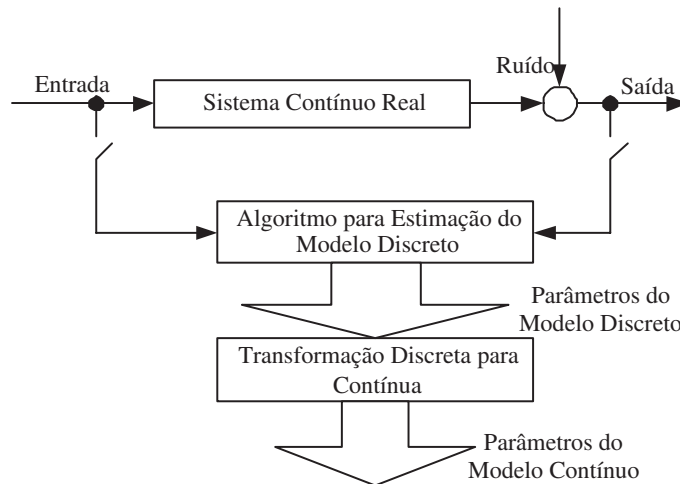 Ruído
Entrada
Saída
Sistema Contínuo Real
Algoritmo para Estimação do
Modelo Discreto
Parâmetros do
Modelo Discreto
Transformação Discreta para
Contínua
Parâmetros do
Modelo Contínuo